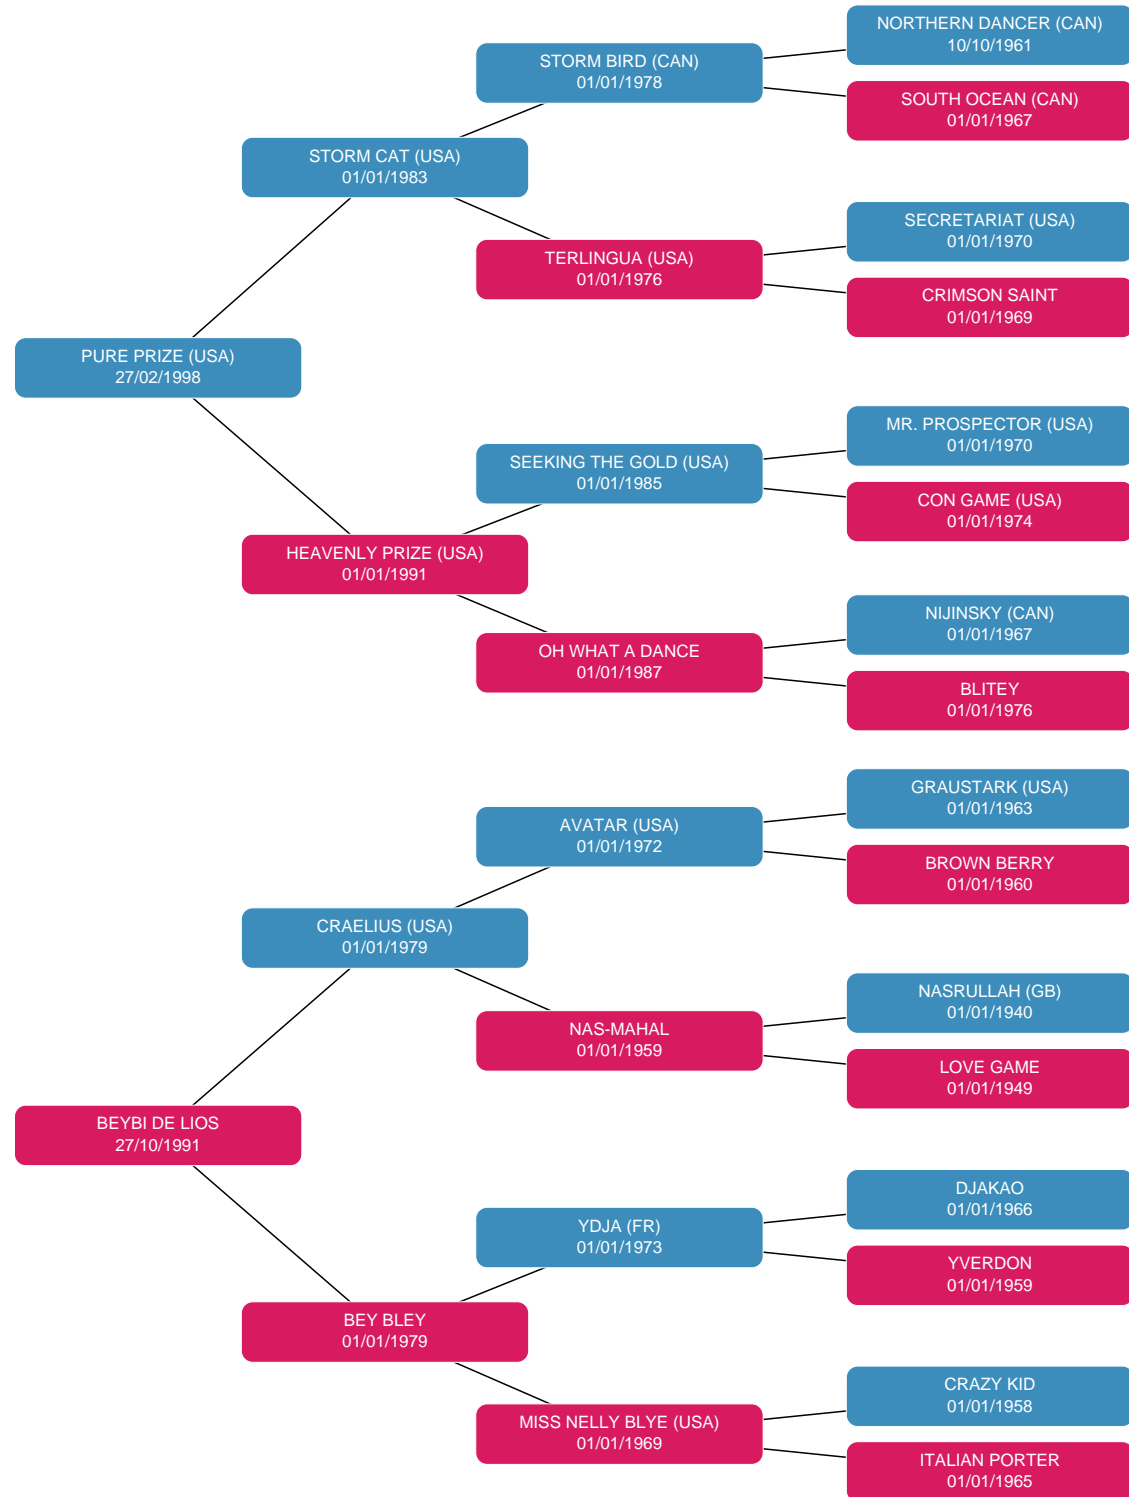 NORTHERN DANCER (CAN)
10/10/1961
STORM BIRD (CAN)
01/01/1978
SOUTH OCEAN (CAN)
01/01/1967
STORM CAT (USA)
01/01/1983
SECRETARIAT (USA)
01/01/1970
TERLINGUA (USA)
01/01/1976
CRIMSON SAINT
01/01/1969
PURE PRIZE (USA)
27/02/1998
MR. PROSPECTOR (USA)
01/01/1970
SEEKING THE GOLD (USA)
01/01/1985
CON GAME (USA)
01/01/1974
HEAVENLY PRIZE (USA)
01/01/1991
NIJINSKY (CAN)
01/01/1967
OH WHAT A DANCE
01/01/1987
BLITEY
01/01/1976
GRAUSTARK (USA)
01/01/1963
AVATAR (USA)
01/01/1972
BROWN BERRY
01/01/1960
CRAELIUS (USA)
01/01/1979
NASRULLAH (GB)
01/01/1940
NAS-MAHAL
01/01/1959
LOVE GAME
01/01/1949
BEYBI DE LIOS
27/10/1991
DJAKAO
01/01/1966
YDJA (FR)
01/01/1973
YVERDON
01/01/1959
BEY BLEY
01/01/1979
CRAZY KID
01/01/1958
MISS NELLY BLYE (USA)
01/01/1969
ITALIAN PORTER
01/01/1965